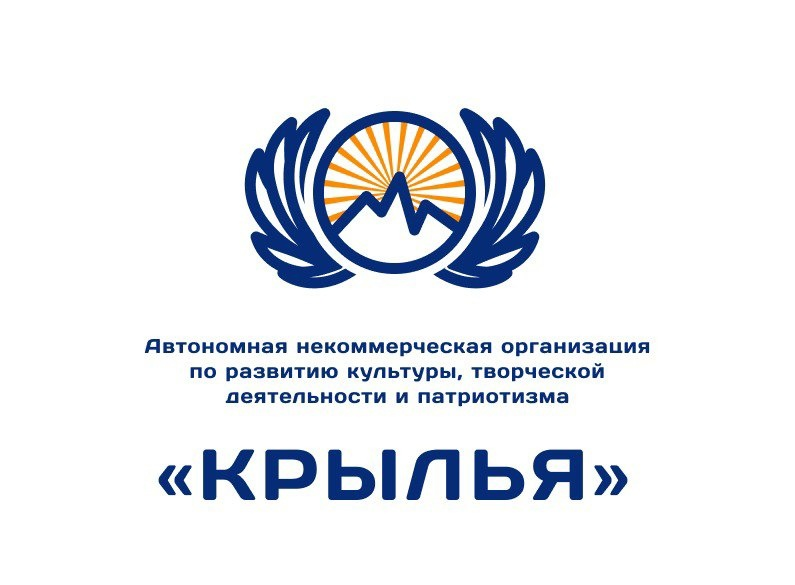 Автономная некоммерческая организация
по развитию культуры, творческой
деятельности и патриотизма
«КРЫЛЬЯ»